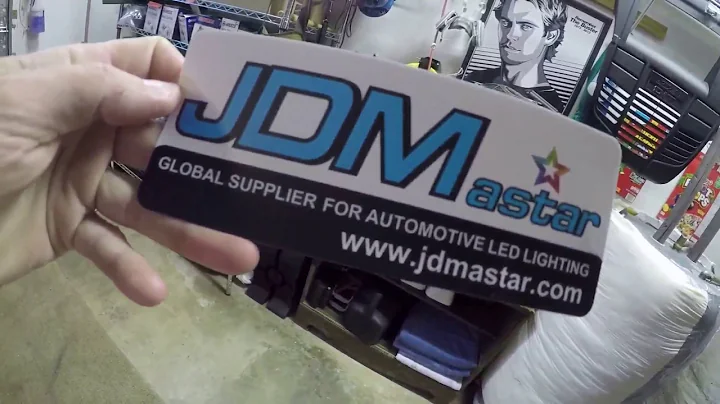 JDM
astar
GLOBAL SUPPLIER FOR AUTOMOTIVE LED LIGHTING
www.jdmastar.com